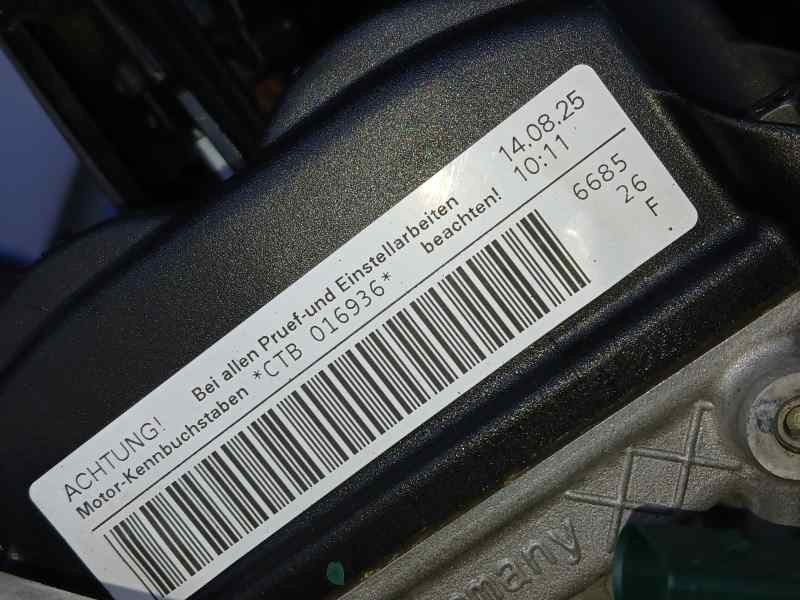 ACHTUNG! Bei allen Pruef-und Einstellarbeiten 14.08.25
Motor-Kennbuchstaben *CTB 016936* beachten! 10:11
6685
26
F
many